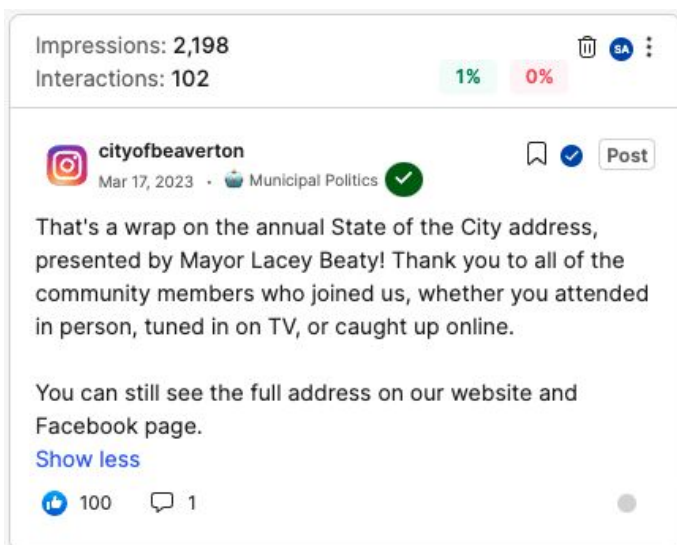 Impressions: 2,198
SA
Interactions: 102
1%
0%
cityofbeaverton
Post
Mar 17, 2023 · Municipal Politics
That's a wrap on the annual State of the City address,
presented by Mayor Lacey Beaty! Thank you to all of the
community members who joined us, whether you attended
in person, tuned in on TV, or caught up online.
You can still see the full address on our website and
Facebook page.
Show less
100
1